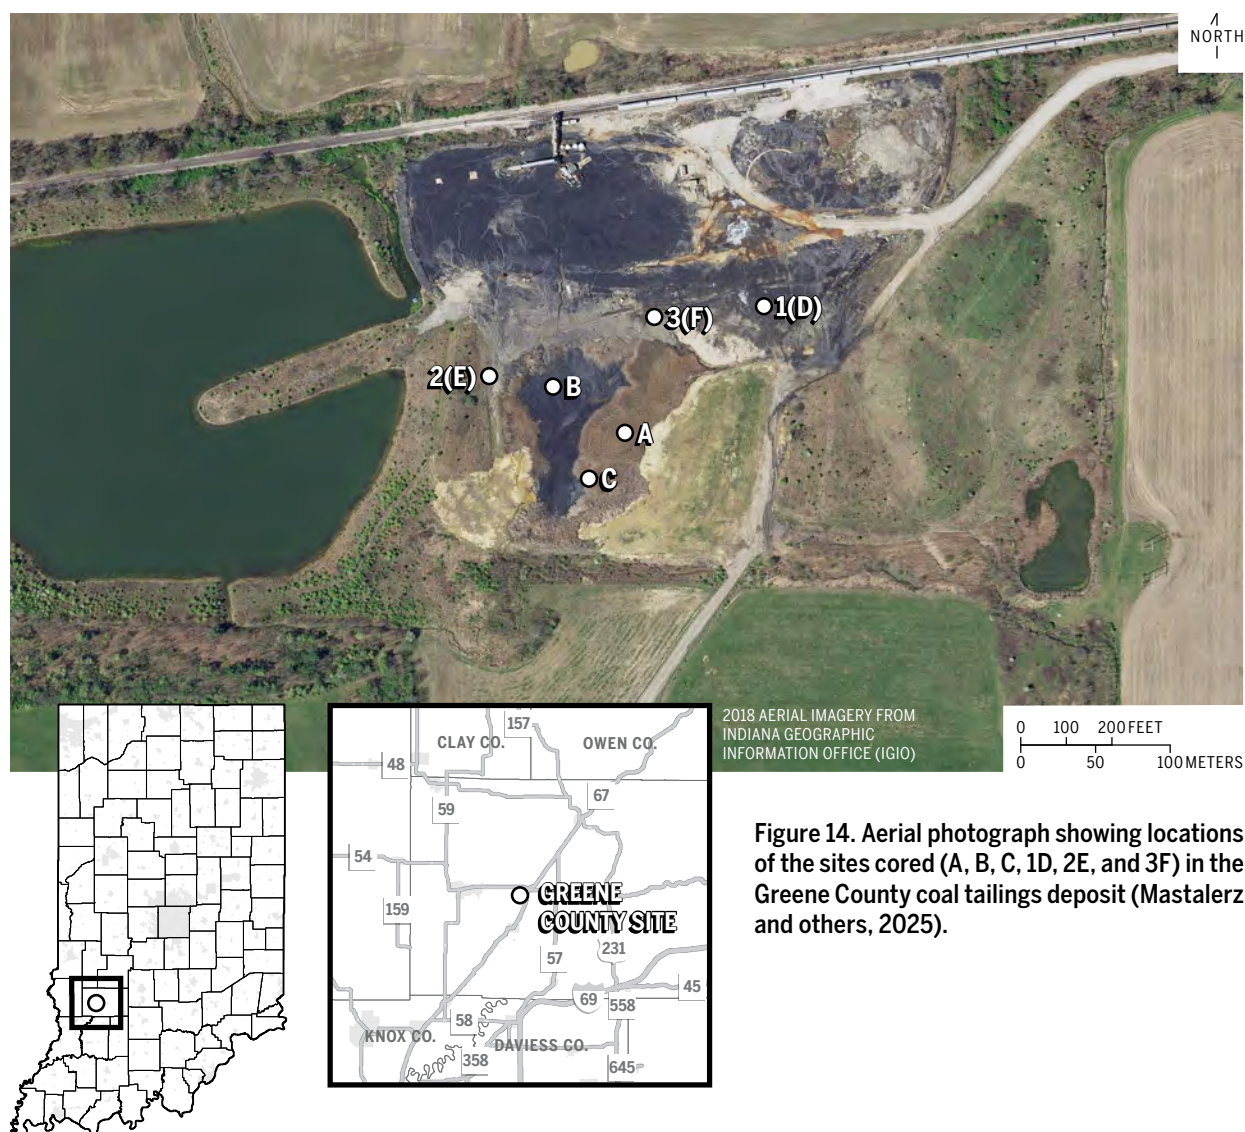 NORTH
3(F)
1(D)
2(E)
B
A
C
2018 AERIAL IMAGERY FROM
INDIANA GEOGRAPHIC
INFORMATION OFFICE (IGIO)
0 100 200 FEET
0 50 100 METERS
157
CLAY CO.
OWEN CO.
48
59
67
54
159
GREENE
COUNTY SITE
231
57
45
69
558
58
KNOX CO.
DAVIESS CO.
358
645
Figure 14. Aerial photograph showing locations
of the sites cored (A, B, C, 1D, 2E, and 3F) in the
Greene County coal tailings deposit (Mastalerz
and others, 2025).